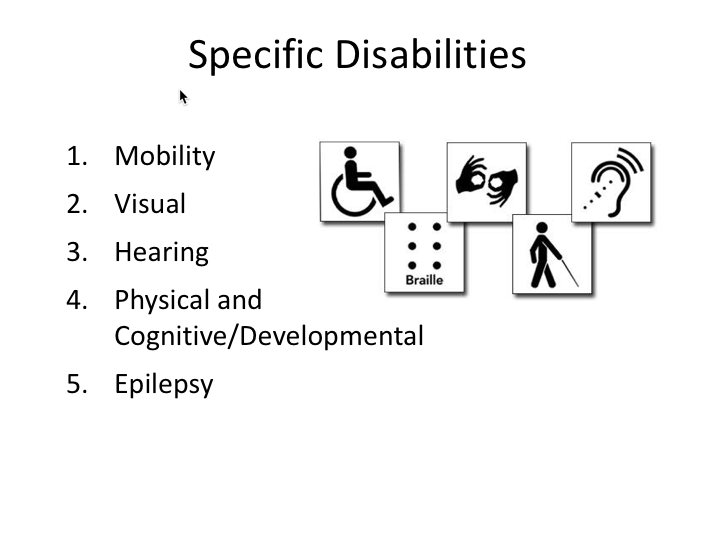 Specific Disabilities
1. Mobility
2. Visual
3. Hearing
4. Physical and
Cognitive/Developmental
5. Epilepsy
Braille